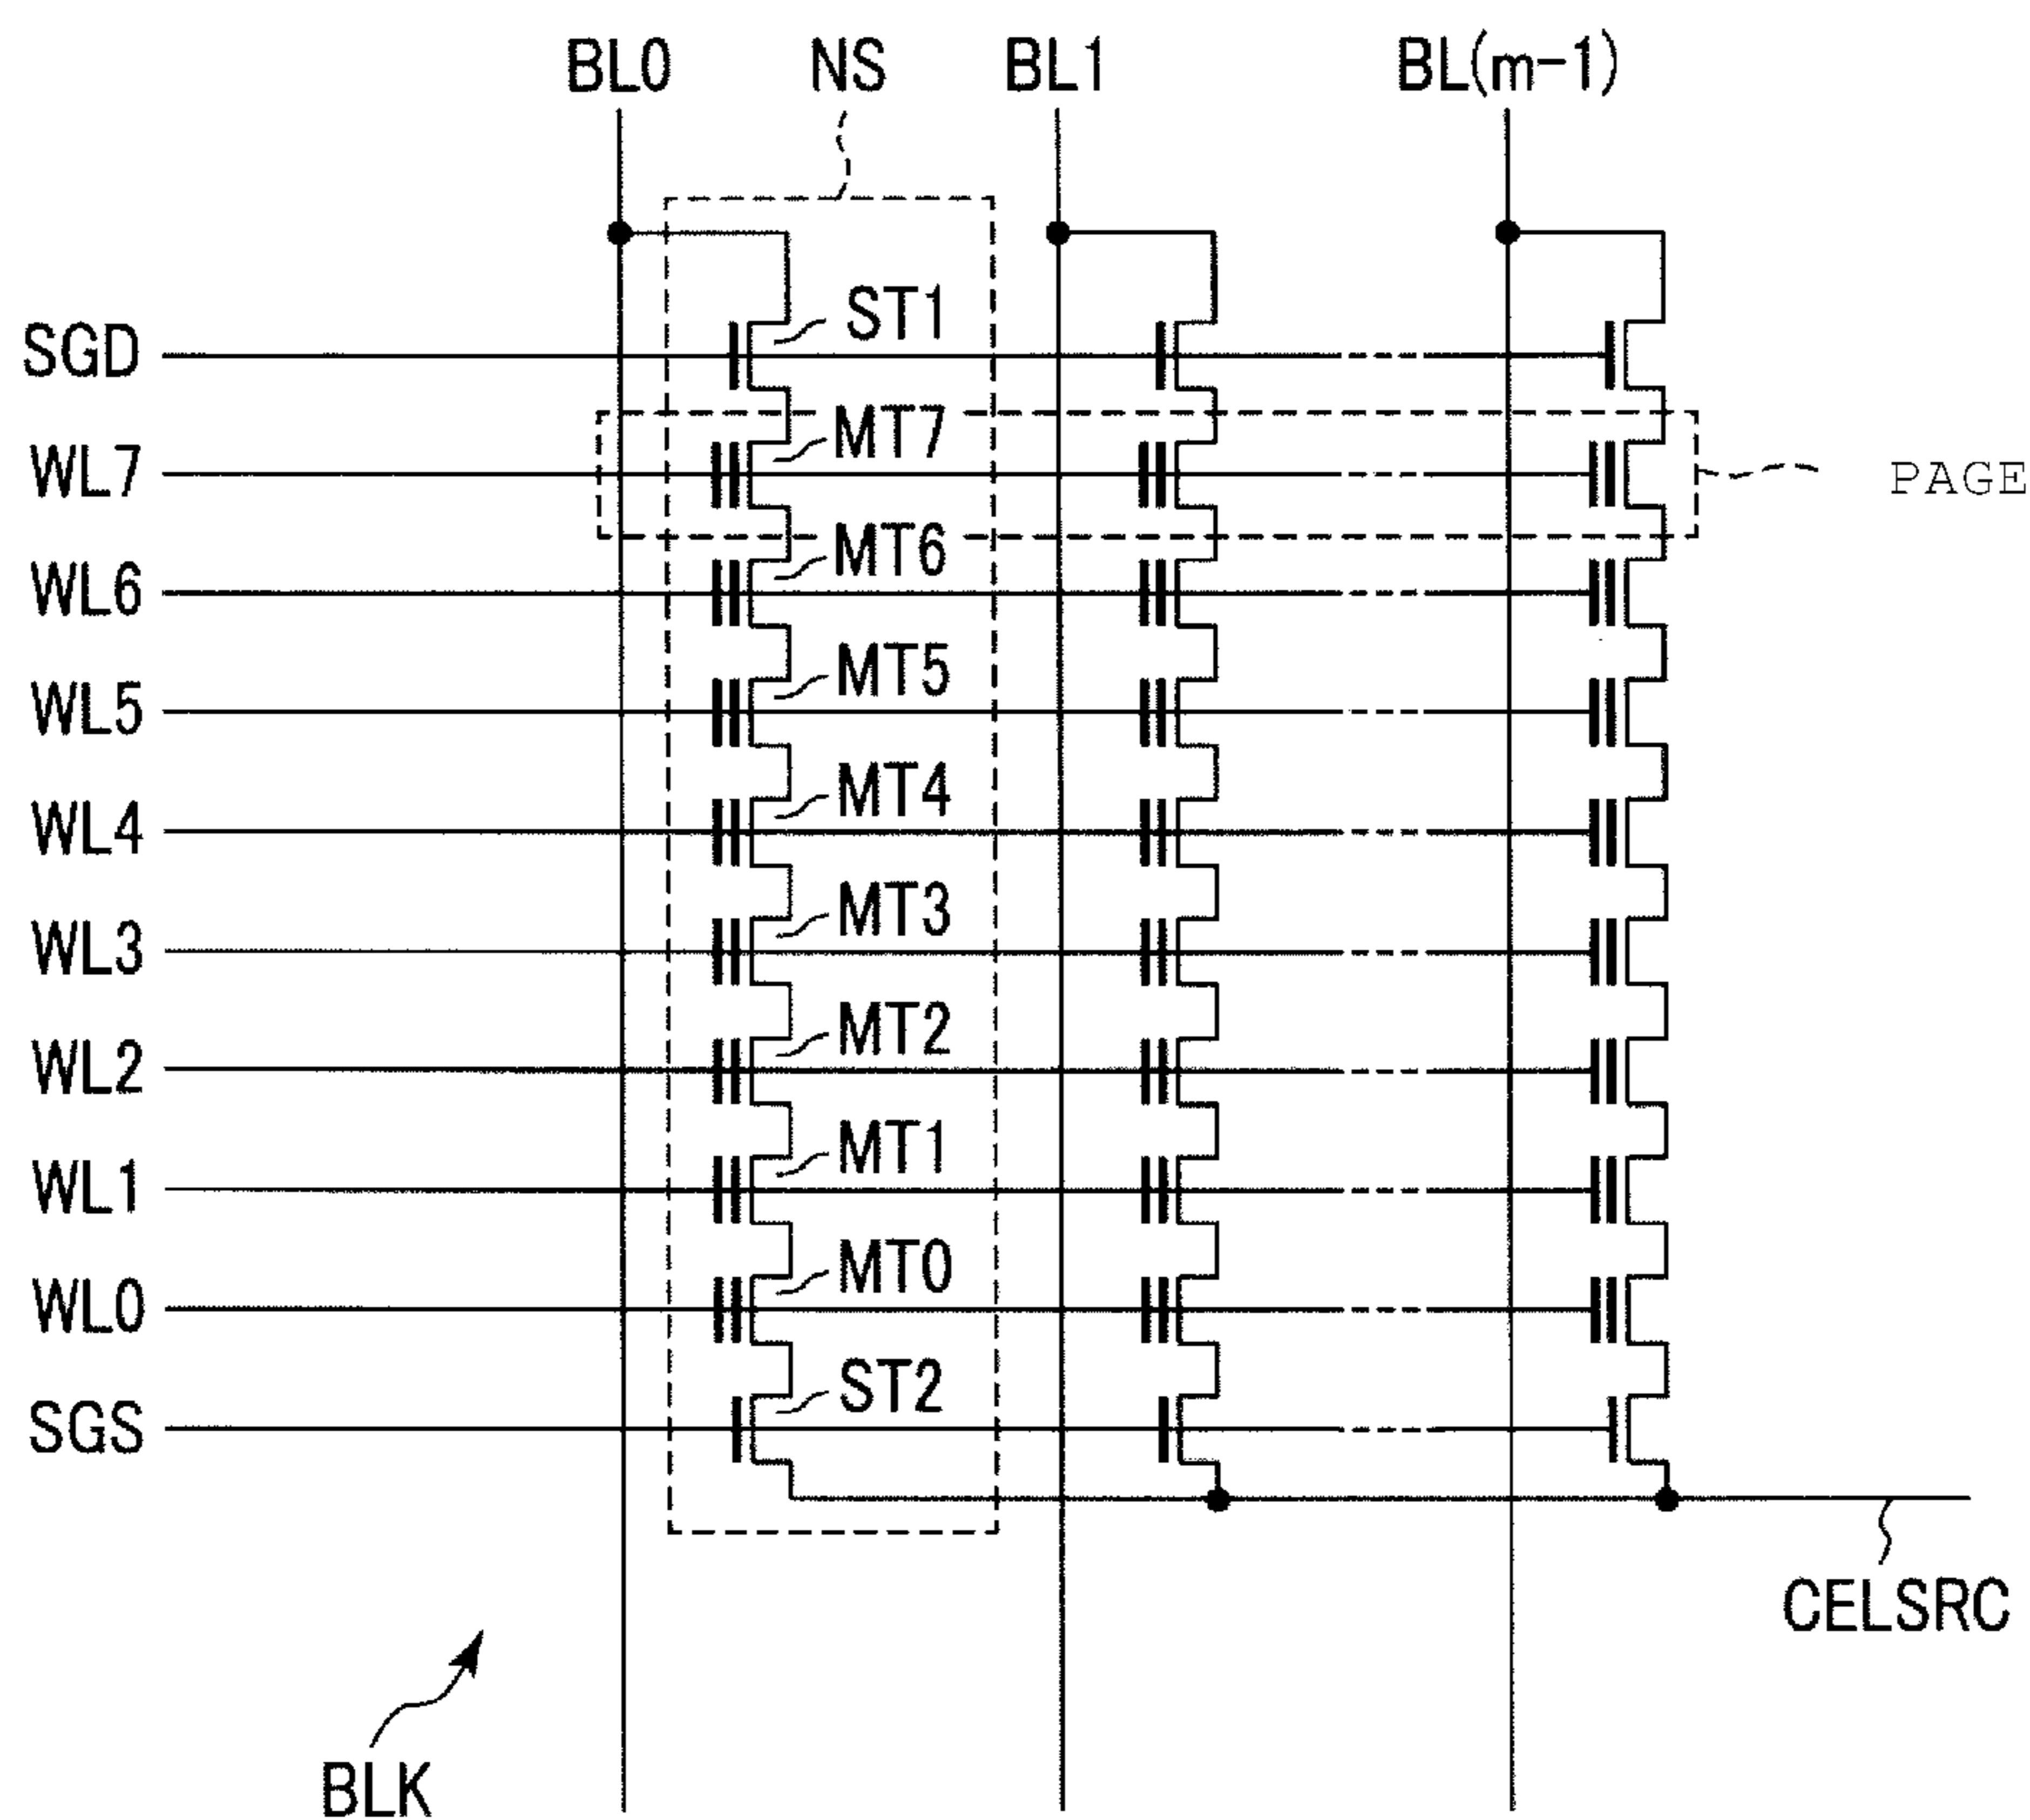 BL0 NS BL1 BL(m-1)
SGD ST1
WL7 MT7 PAGE
WL6 MT6
WL5 MT5
WL4 MT4
WL3 MT3
WL2 MT2
WL1 MT1
WL0 MT0
SGS ST2
CELSRC
BLK